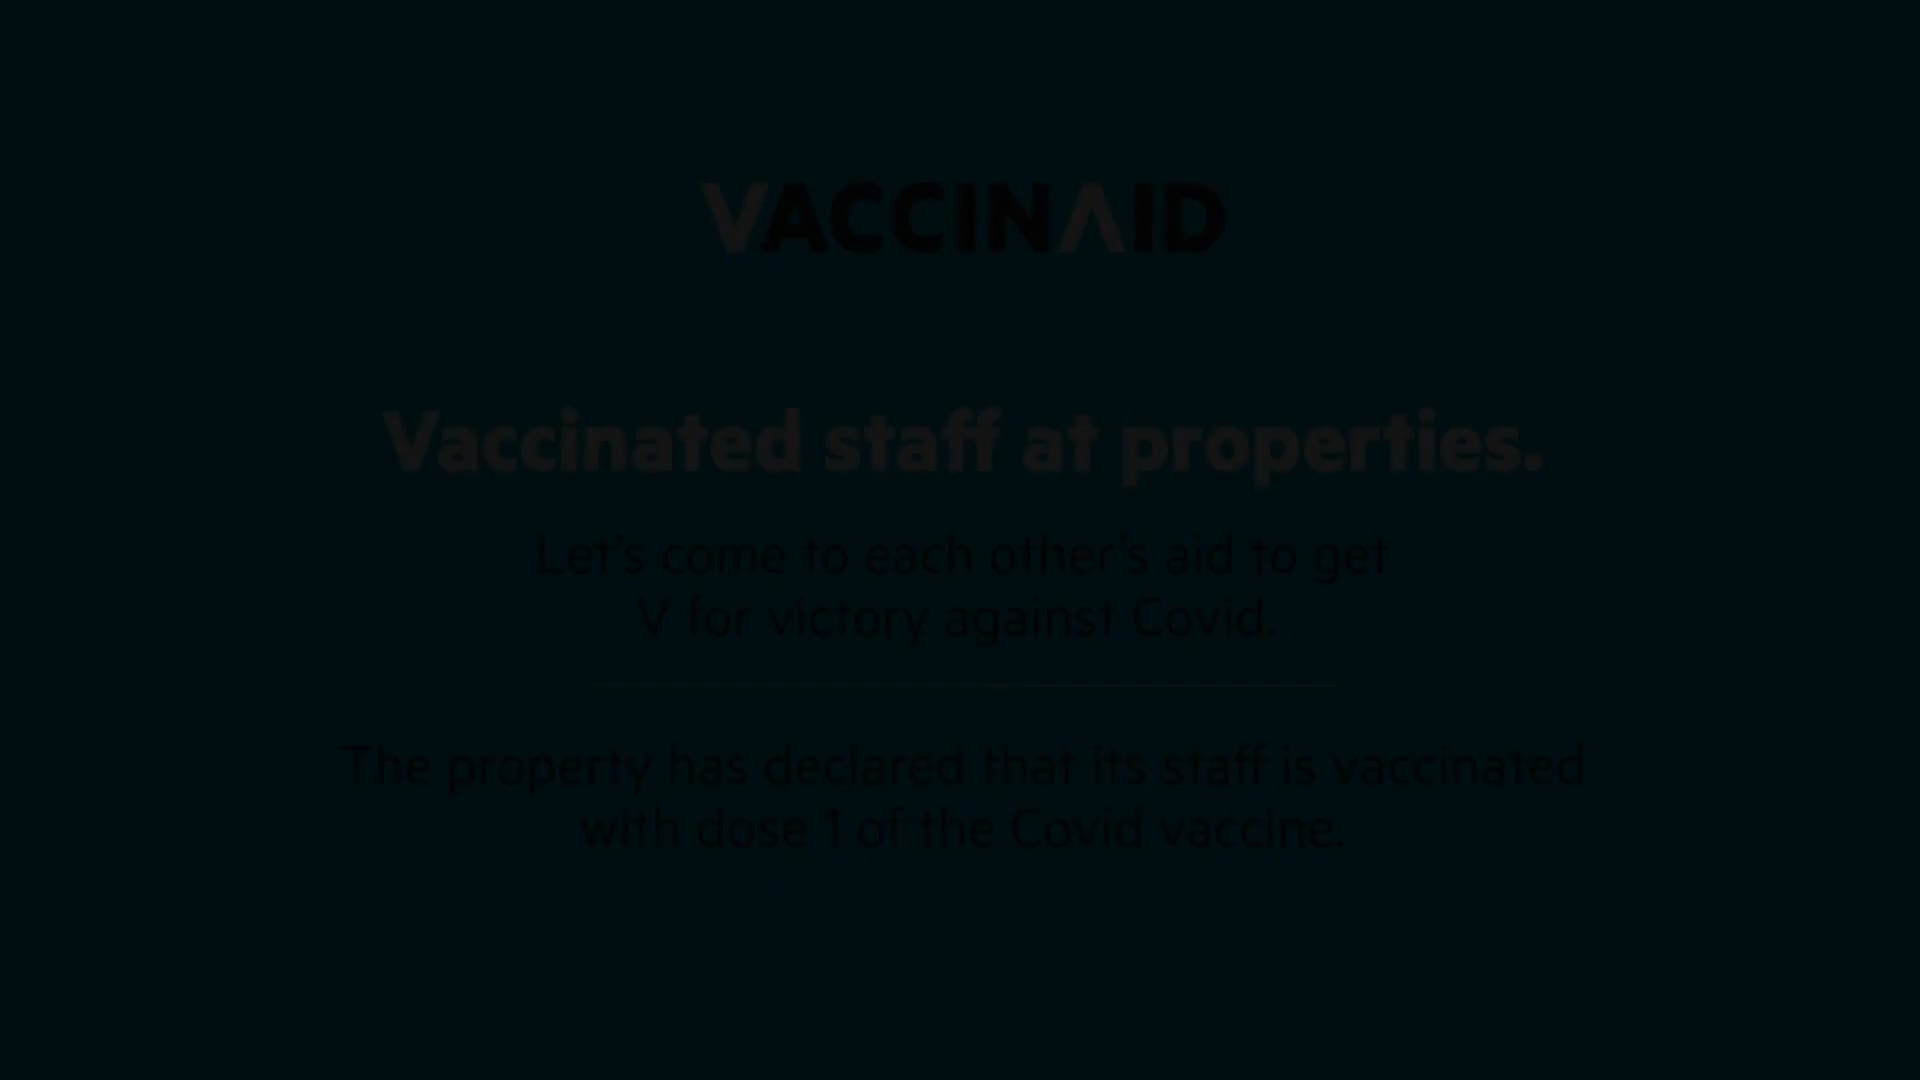 VACCINAID
Vaccinated staff at properties.
Let's come to each other's aid to get
V for victory against Covid.
The property has declared that its staff is vaccinated
with dose 1 of the Covid vaccine.